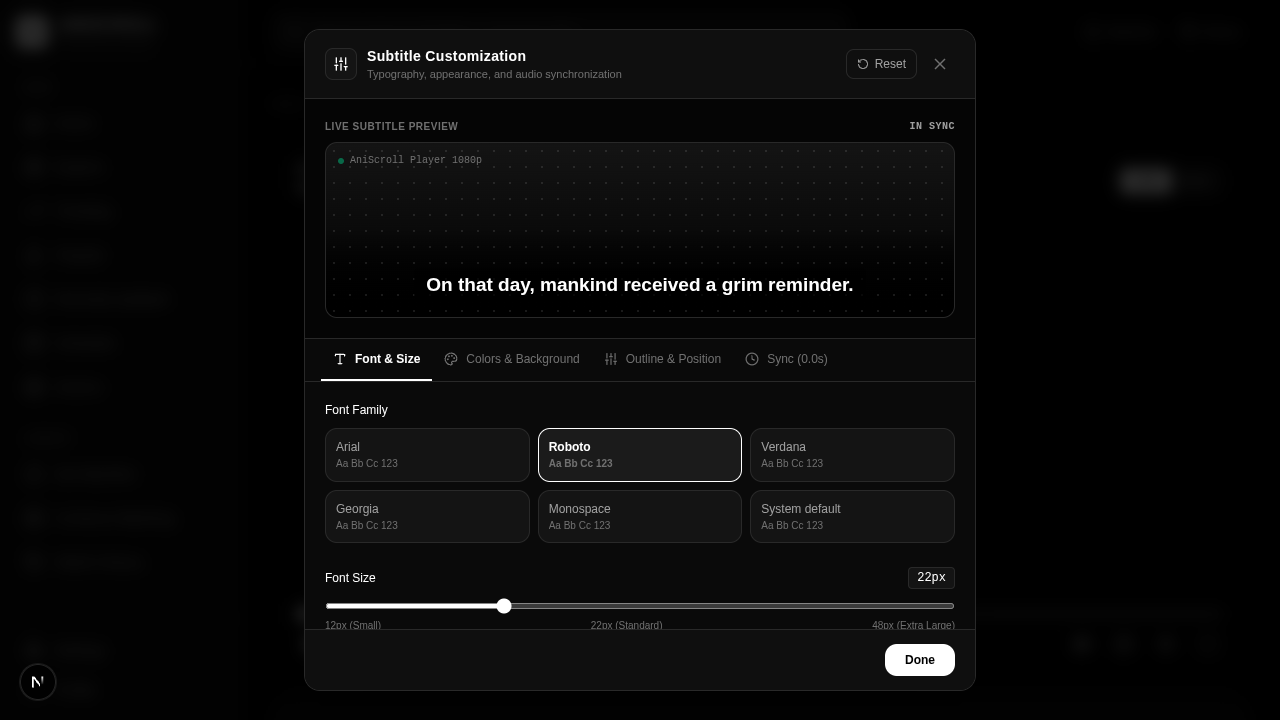 Subtitle Customization
Typography, appearance, and audio synchronization
Reset
LIVE SUBTITLE PREVIEW
IN SYNC
AniScroll Player 1080p
On that day, mankind received a grim reminder.
Font & Size
Colors & Background
Outline & Position
Sync (0.0s)
Font Family
Arial
Aa Bb Cc 123
Roboto
Aa Bb Cc 123
Verdana
Aa Bb Cc 123
Georgia
Aa Bb Cc 123
Monospace
Aa Bb Cc 123
System default
Aa Bb Cc 123
Font Size
22px
12px (Small)
22px (Standard)
48px (Extra Large)
Done
N